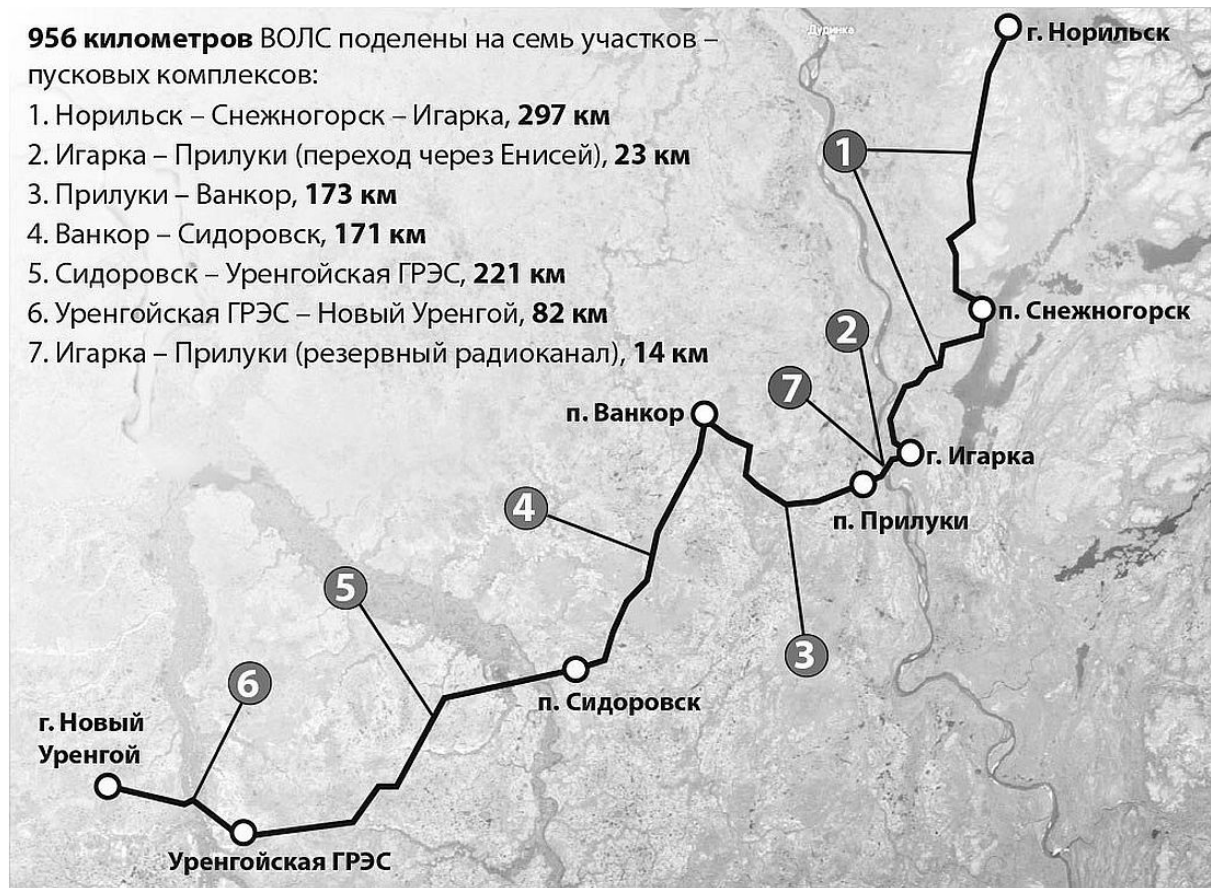 956 километров ВОЛС поделены на семь участков –
пусковых комплексов:
1. Норильск – Снежногорск – Игарка, 297 км
2. Игарка – Прилуки (переход через Енисей), 23 км
3. Прилуки – Ванкор, 173 км
4. Ванкор – Сидоровск, 171 км
5. Сидоровск – Уренгойская ГРЭС, 221 км
6. Уренгойская ГРЭС – Новый Уренгой, 82 км
7. Игарка – Прилуки (резервный радиоканал), 14 км
Дудинка
г. Норильск
1
п. Снежногорск
2
7
п. Ванкор
г. Игарка
п. Прилуки
4
5
3
6
п. Сидоровск
г. Новый
Уренгой
Уренгойская ГРЭС